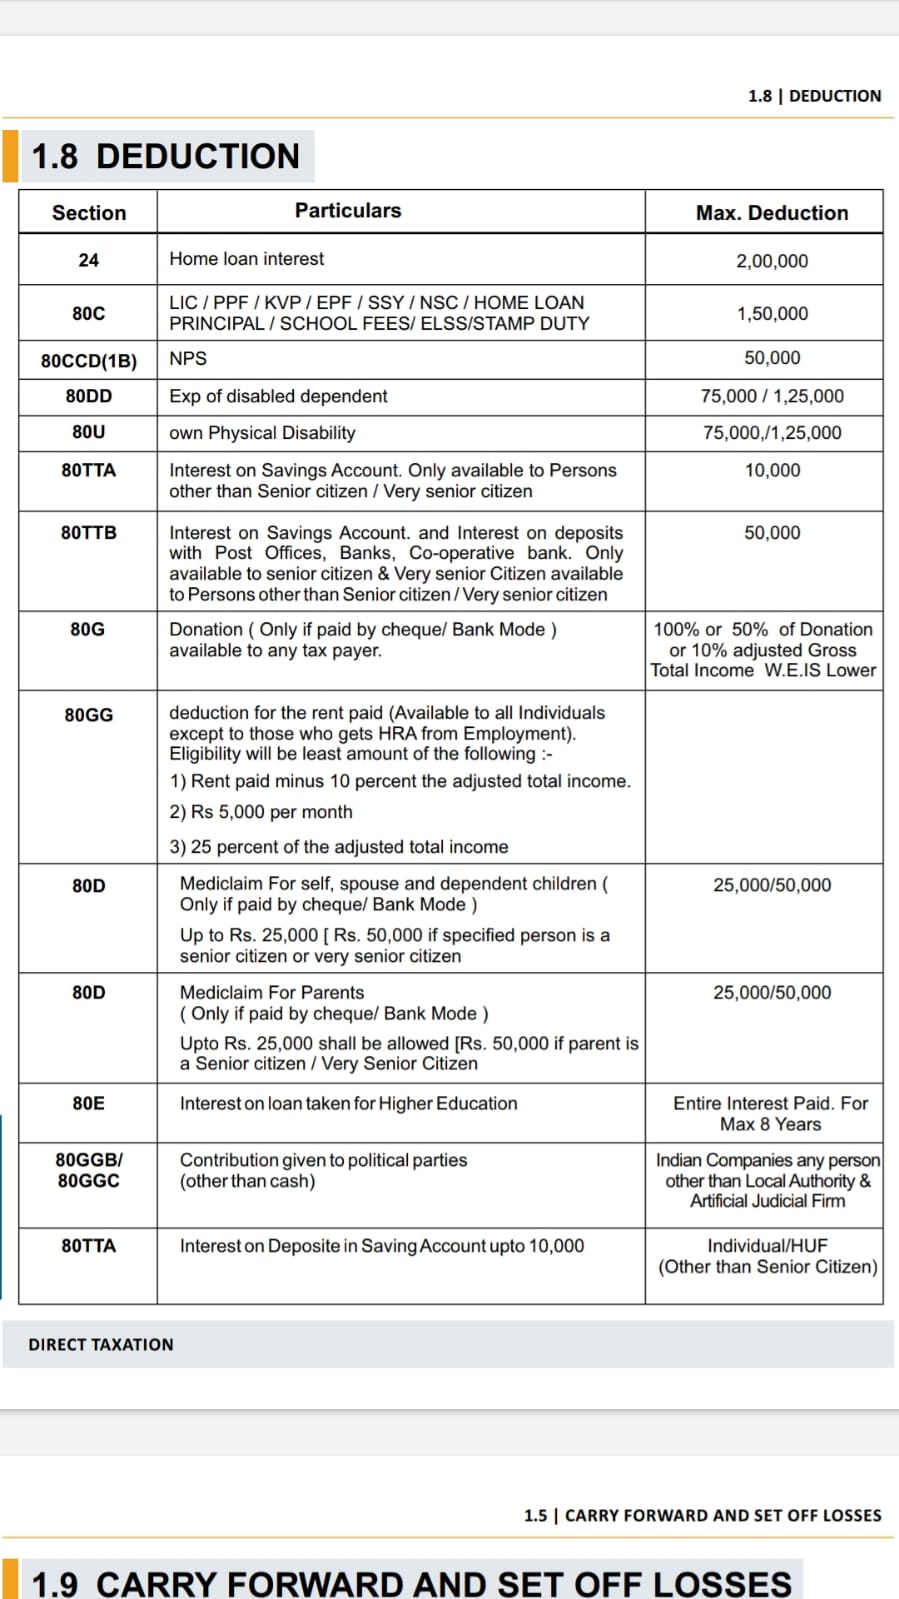 1.8 | DEDUCTION
1.8 DEDUCTION
Section Particulars Max. Deduction
24 Home loan interest 2,00,000
80C LIC / PPF / KVP / EPF / SSY / NSC / HOME LOAN
PRINCIPAL / SCHOOL FEES/ ELSS/STAMP DUTY 1,50,000
80CCD(1B) NPS 50,000
80DD Exp of disabled dependent 75,000 / 1,25,000
80U own Physical Disability 75,000,/1,25,000
80TTA Interest on Savings Account. Only available to Persons 10,000
other than Senior citizen / Very senior citizen
80TTB Interest on Savings Account. and Interest on deposits 50,000
with Post Offices, Banks, Co-operative bank. Only
available to senior citizen & Very senior Citizen available
to Persons other than Senior citizen / Very senior citizen
80G Donation ( Only if paid by cheque/ Bank Mode ) 100% or 50% of Donation
available to any tax payer. or 10% adjusted Gross
Total Income W.E.IS Lower
80GG deduction for the rent paid (Available to all Individuals
except to those who gets HRA from Employment).
Eligibility will be least amount of the following :-
1) Rent paid minus 10 percent the adjusted total income.
2) Rs 5,000 per month
3) 25 percent of the adjusted total income
80D Mediclaim For self, spouse and dependent children ( 25,000/50,000
Only if paid by cheque/ Bank Mode )
Up to Rs. 25,000 [ Rs. 50,000 if specified person is a
senior citizen or very senior citizen
80D Mediclaim For Parents 25,000/50,000
( Only if paid by cheque/ Bank Mode )
Upto Rs. 25,000 shall be allowed [Rs. 50,000 if parent is
a Senior citizen / Very Senior Citizen
80E Interest on loan taken for Higher Education Entire Interest Paid. For
Max 8 Years
80GGB/ Contribution given to political parties Indian Companies any person
80GGC (other than cash) other than Local Authority &
Artificial Judicial Firm
80TTA Interest on Deposite in Saving Account upto 10,000 Individual/HUF
(Other than Senior Citizen)
DIRECT TAXATION
1.5 | CARRY FORWARD AND SET OFF LOSSES
1.9 CARRY FORWARD AND SET OFF LOSSES